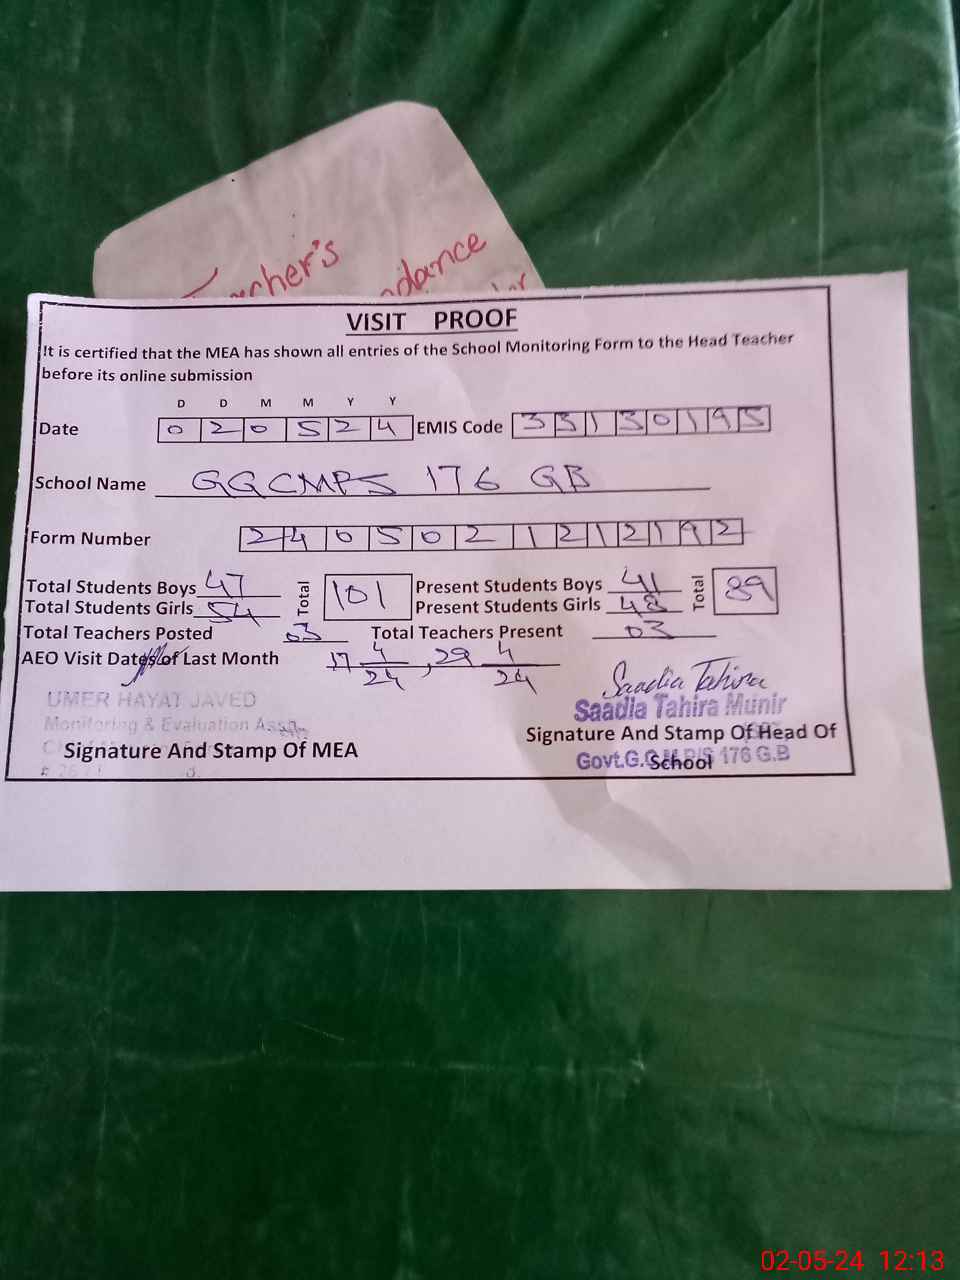 Teacher's
VISIT PROOF
It is certified that the MEA has shown all entries of the School Monitoring Form to the Head Teacher
before its online submission
D D M M Y Y
Date 0 2 0 5 2 4 EMIS Code 3 3 1 3 0 1 9 5
School Name GGCMPS 176 GB
Form Number 2 4 0 5 0 2 1 2 1 2 1 9 2
Total Students Boys 47 Total 101 Present Students Boys 41 Total 89
Total Students Girls 54 Present Students Girls 48
Total Teachers Posted 03 Total Teachers Present 03
AEO Visit Dates of Last Month 17 4/24, 29 4/24
Saadia Tahira
UMER HAYAT JAVED
Saadia Tahira Munir
Monitoring & Evaluation
Signature And Stamp Of MEA
Signature And Stamp Of Head Of
School
Govt.G. 176 G.B
02-05-24 12:13